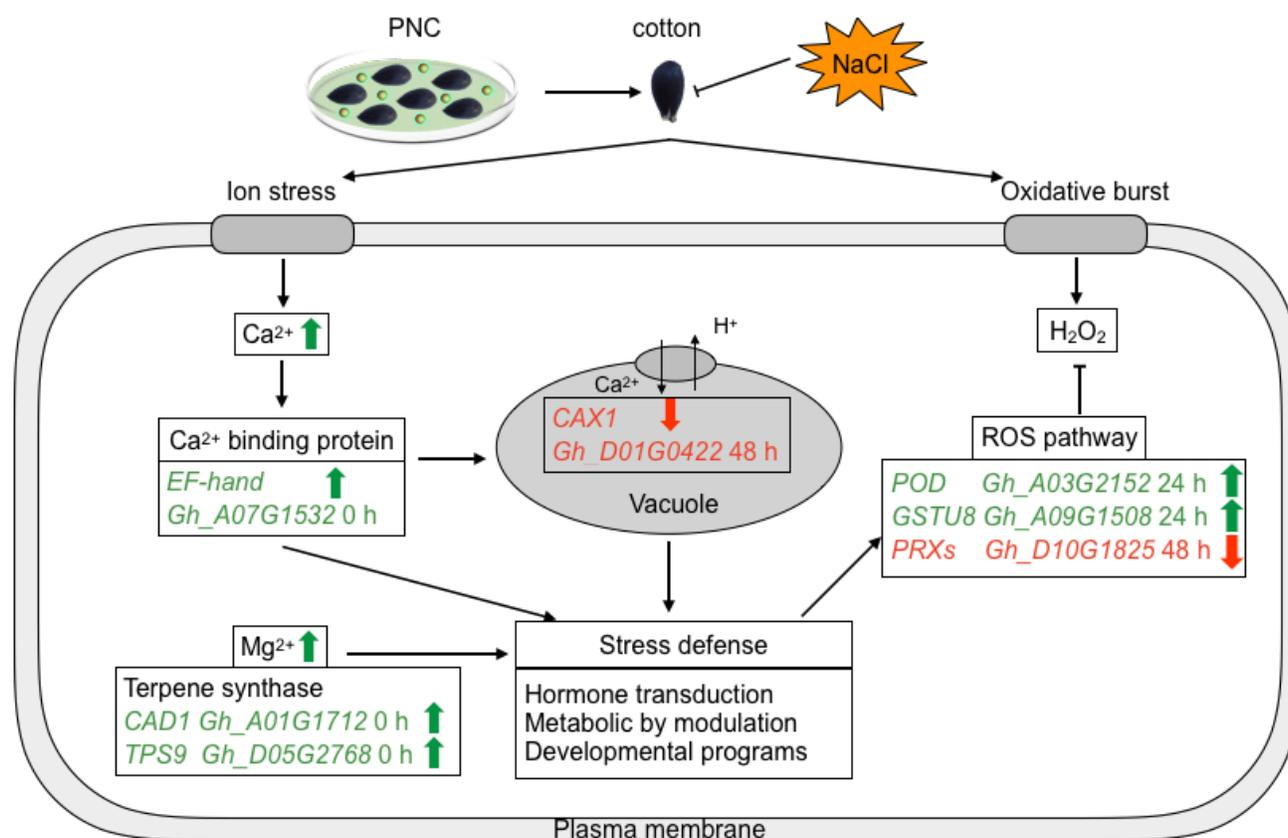 PNC
cotton
NaCl
Ion stress
Oxidative burst
Ca²⁺
H⁺
H₂O₂
Ca²⁺
Ca²⁺ binding protein
EF-hand
Gh_A07G1532 0 h
CAX1
Gh_D01G0422 48 h
Vacuole
ROS pathway
POD Gh_A03G2152 24 h
GSTU8 Gh_A09G1508 24 h
PRXs Gh_D10G1825 48 h
Mg²⁺
Terpene synthase
CAD1 Gh_A01G1712 0 h
TPS9 Gh_D05G2768 0 h
Stress defense
Hormone transduction
Metabolic by modulation
Developmental programs
Plasma membrane